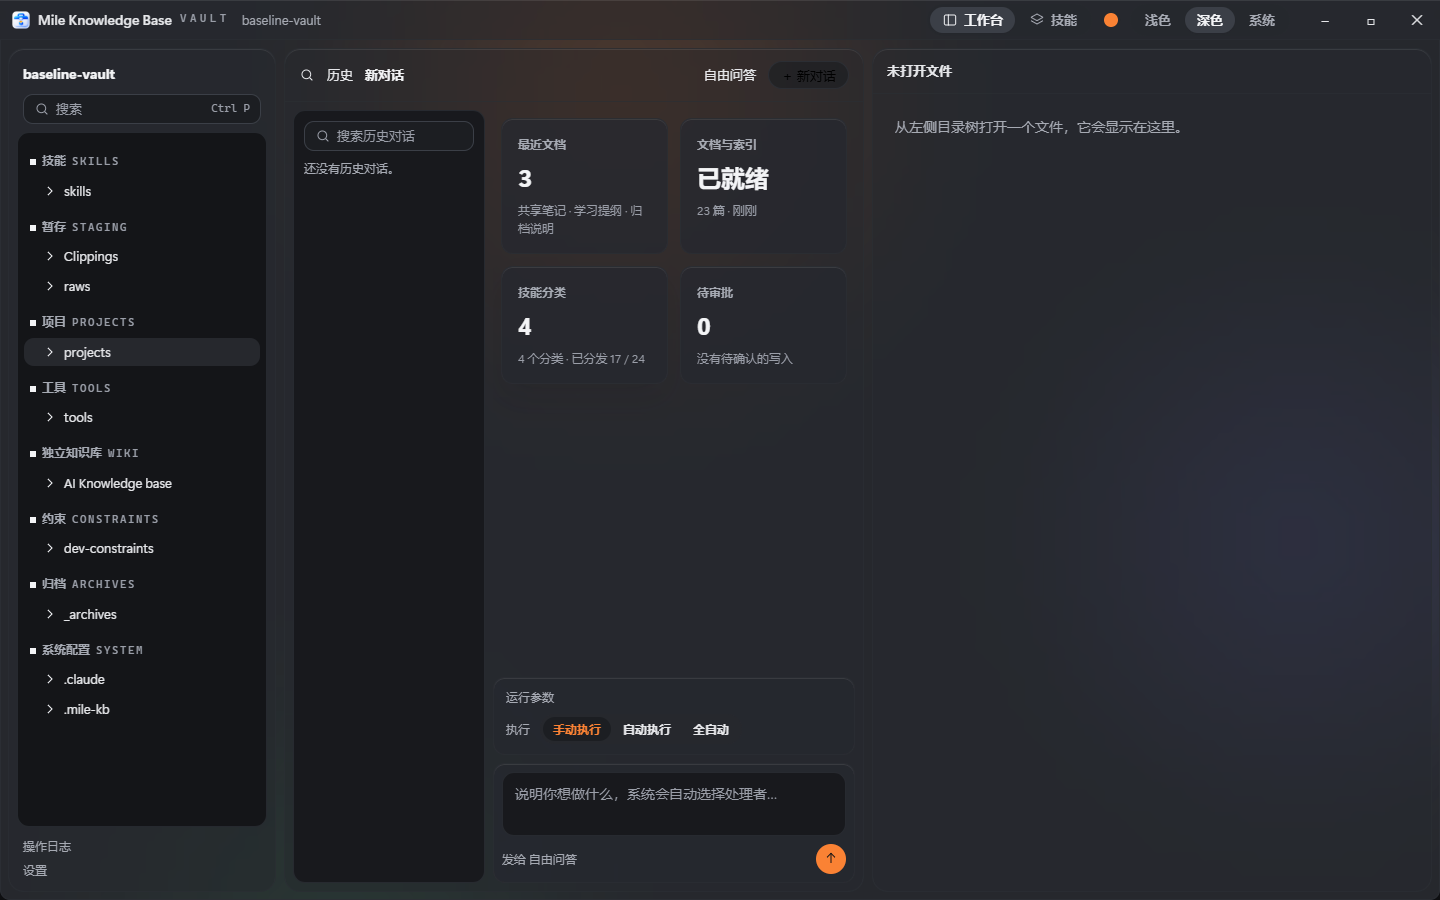 Mile Knowledge Base VAULT baseline-vault
工作台 技能 浅色 深色 系统
baseline-vault
搜索 Ctrl P
技能 SKILLS
skills
暂存 STAGING
Clippings
raws
项目 PROJECTS
projects
工具 TOOLS
tools
独立知识库 WIKI
AI Knowledge base
约束 CONSTRAINTS
dev-constraints
归档 ARCHIVES
_archives
系统配置 SYSTEM
.claude
.mile-kb
操作日志
设置
历史 新对话
自由问答 + 新对话
搜索历史对话
还没有历史对话。
最近文档
3
共享笔记 · 学习提纲 · 归
档说明
文档与索引
已就绪
23 篇 · 刚刚
技能分类
4
4 个分类 · 已分发 17 / 24
待审批
0
没有待确认的写入
运行参数
执行 手动执行 自动执行 全自动
说明你想做什么，系统会自动选择处理者...
发给 自由问答
未打开文件
从左侧目录树打开一个文件，它会显示在这里。